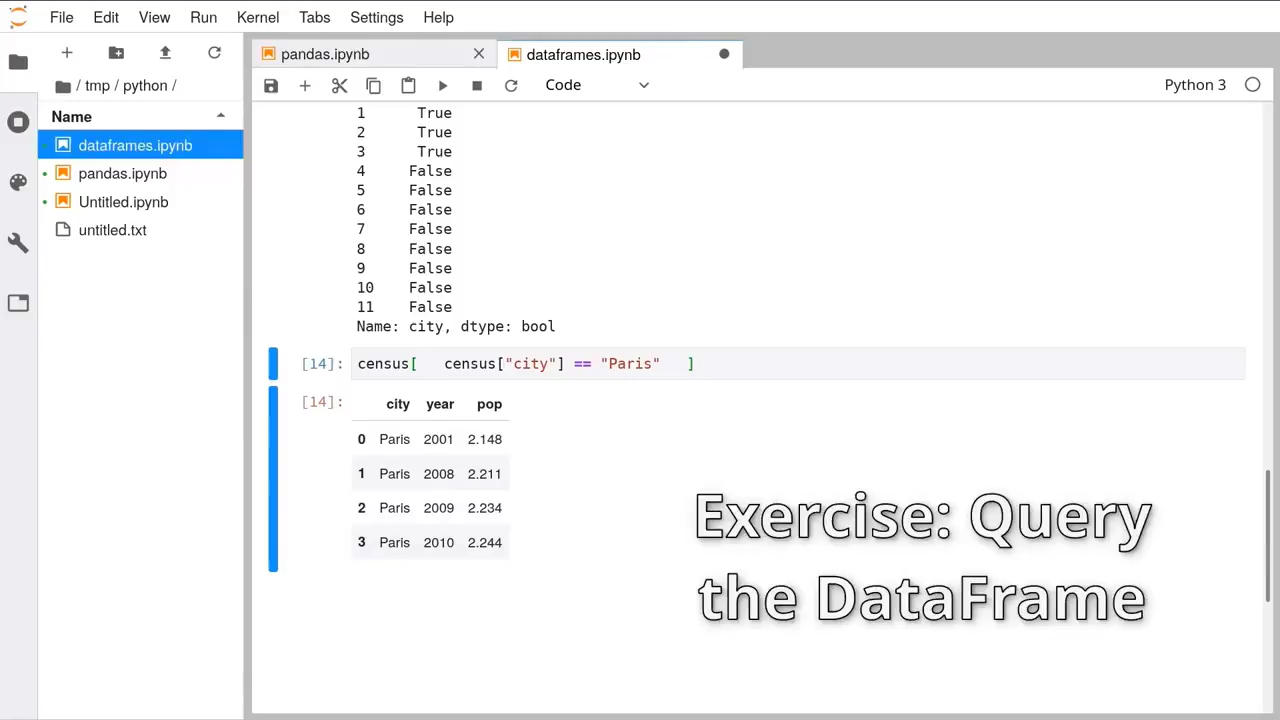 File Edit View Run Kernel Tabs Settings Help
pandas.ipynb
dataframes.ipynb
/ tmp / python /
Code
Python 3
Name
dataframes.ipynb
pandas.ipynb
Untitled.ipynb
untitled.txt
1 True
2 True
3 True
4 False
5 False
6 False
7 False
8 False
9 False
10 False
11 False
Name: city, dtype: bool
[14]: census[ census["city"] == "Paris" ]
[14]: city year pop
0 Paris 2001 2.148
1 Paris 2008 2.211
2 Paris 2009 2.234
3 Paris 2010 2.244
Exercise: Query
the DataFrame